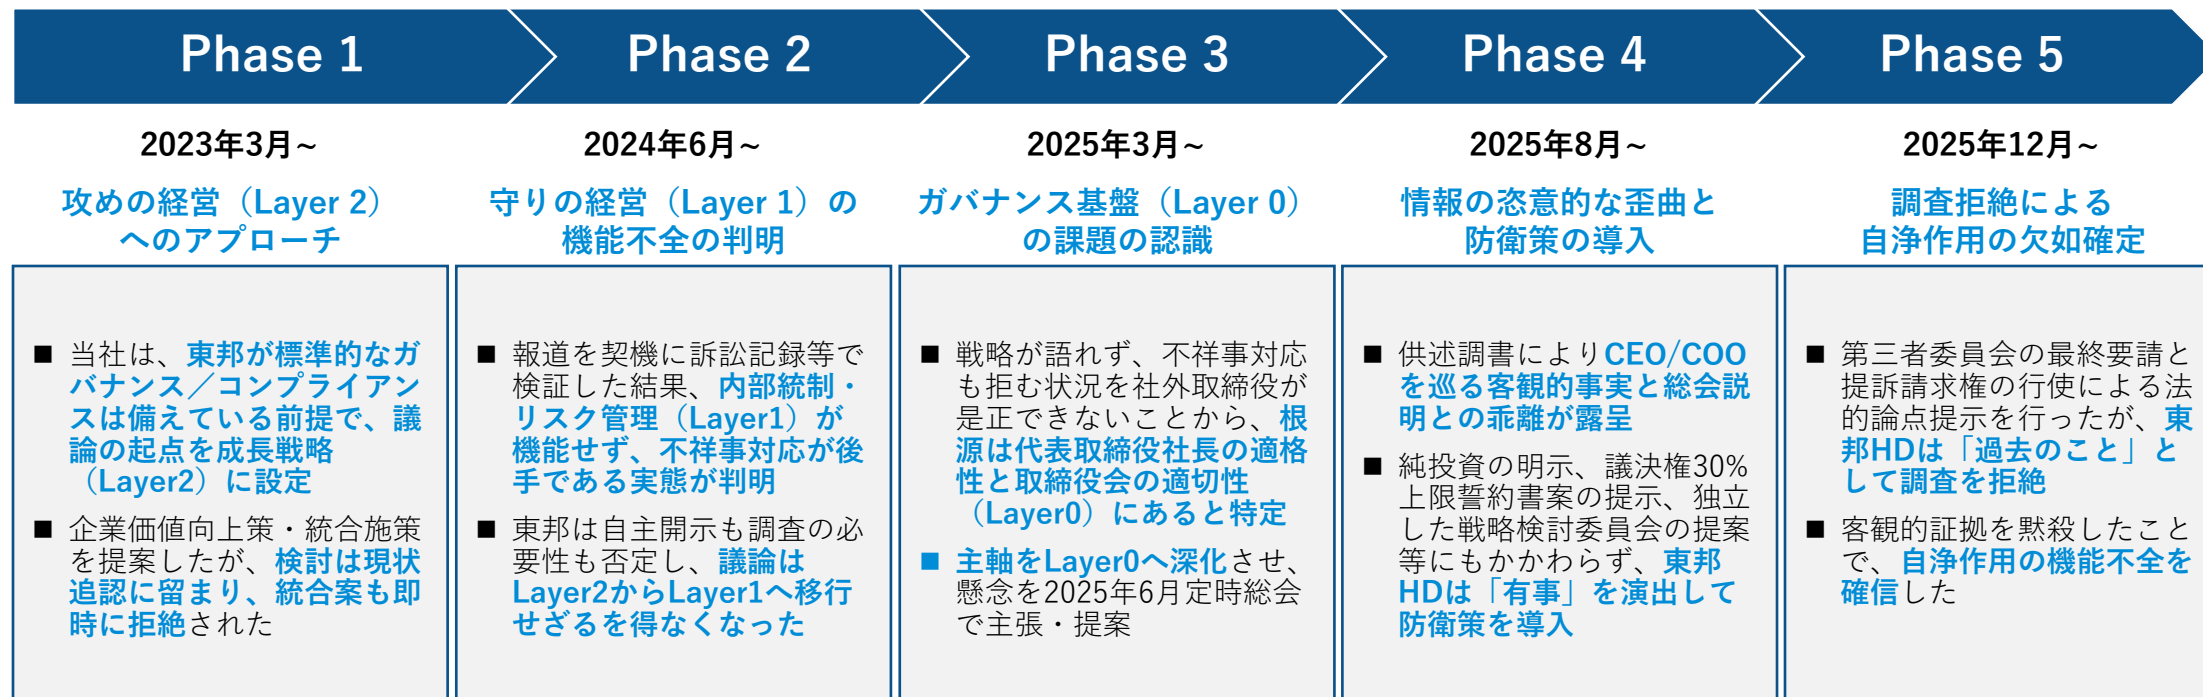 Phase 1
Phase 2
Phase 3
Phase 4
Phase 5
2023年3月~
攻めの経営（Layer 2）
へのアプローチ
■ 当社は、東邦が標準的なガ
バナンス／コンプライアン
スは備えている前提で、議
論の起点を成長戦略
（Layer2）に設定
■ 企業価値向上策・統合施策
を提案したが、検討は現状
追認に留まり、統合案も即
時に拒絶された
2024年6月~
守りの経営（Layer 1）の
機能不全の判明
■ 報道を契機に訴訟記録等で
検証した結果、内部統制・
リスク管理（Layer1）が
機能せず、不祥事対応が後
手である実態が判明
■ 東邦は自主開示も調査の必
要性も否定し、議論は
Layer2からLayer1へ移行
せざるを得なくなった
2025年3月~
ガバナンス基盤（Layer 0）
の課題の認識
■ 戦略が語れず、不祥事対応
も拒む状況を社外取締役が
是正できないことから、根
源は代表取締役社長の適格
性と取締役会の適切性
（Layer0）にあると特定
■ 主軸をLayer0へ深化させ、
懸念を2025年6月定時総会
で主張・提案
2025年8月~
情報の恣意的な歪曲と
防衛策の導入
■ 供述調書によりCEO/COO
を巡る客観的事実と総会説
明との乖離が露呈
■ 純投資の明示、議決権30%
上限誓約書案の提示、独立
した戦略検討委員会の提案
等にもかかわらず、東邦
HDは「有事」を演出して
防衛策を導入
2025年12月~
調査拒絶による
自浄作用の欠如確定
■ 第三者委員会の最終要請と
提訴請求権の行使による法
的論点提示を行ったが、東
邦HDは「過去のこと」と
して調査を拒絶
■ 客観的証拠を黙殺したこと
で、自浄作用の機能不全を
確信した